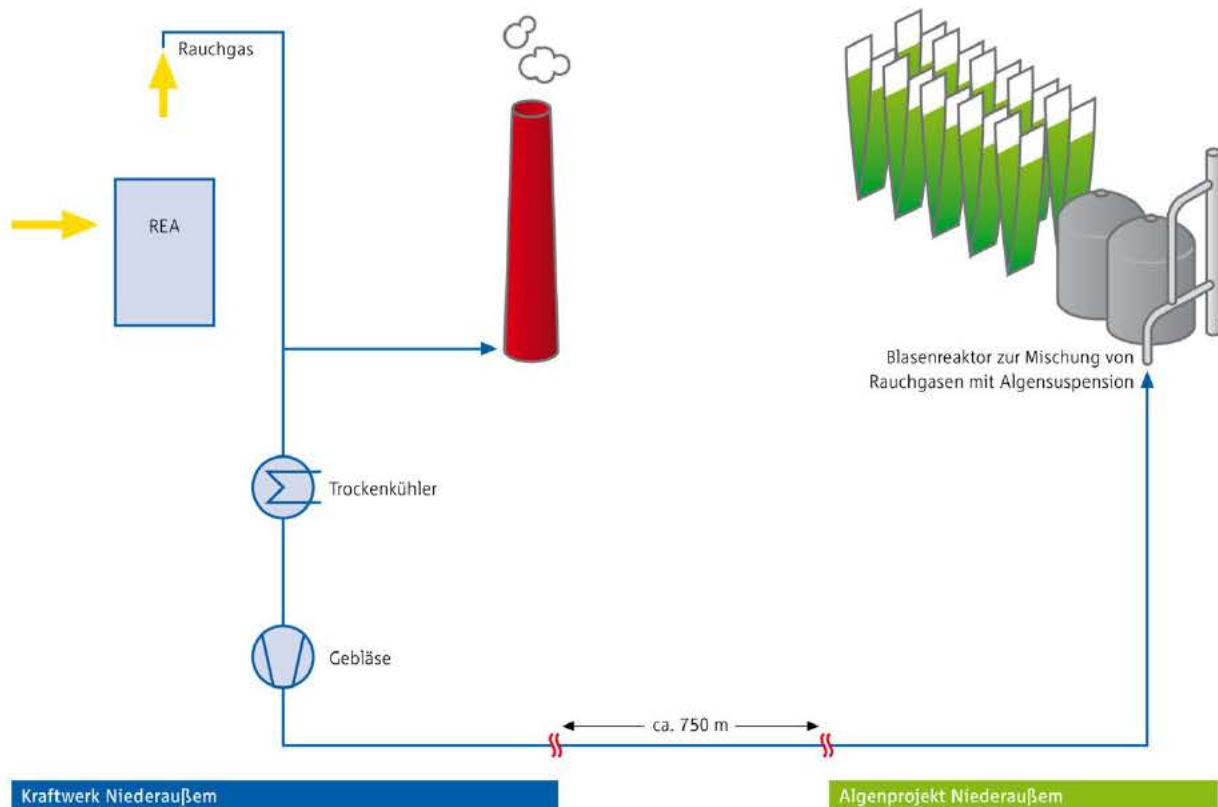 Rauchgas
REA
Blasenreaktor zur Mischung von
Rauchgasen mit Algensuspension
Trockenkühler
Gebläse
ca. 750 m
Kraftwerk Niederaußem
Algenprojekt Niederaußem